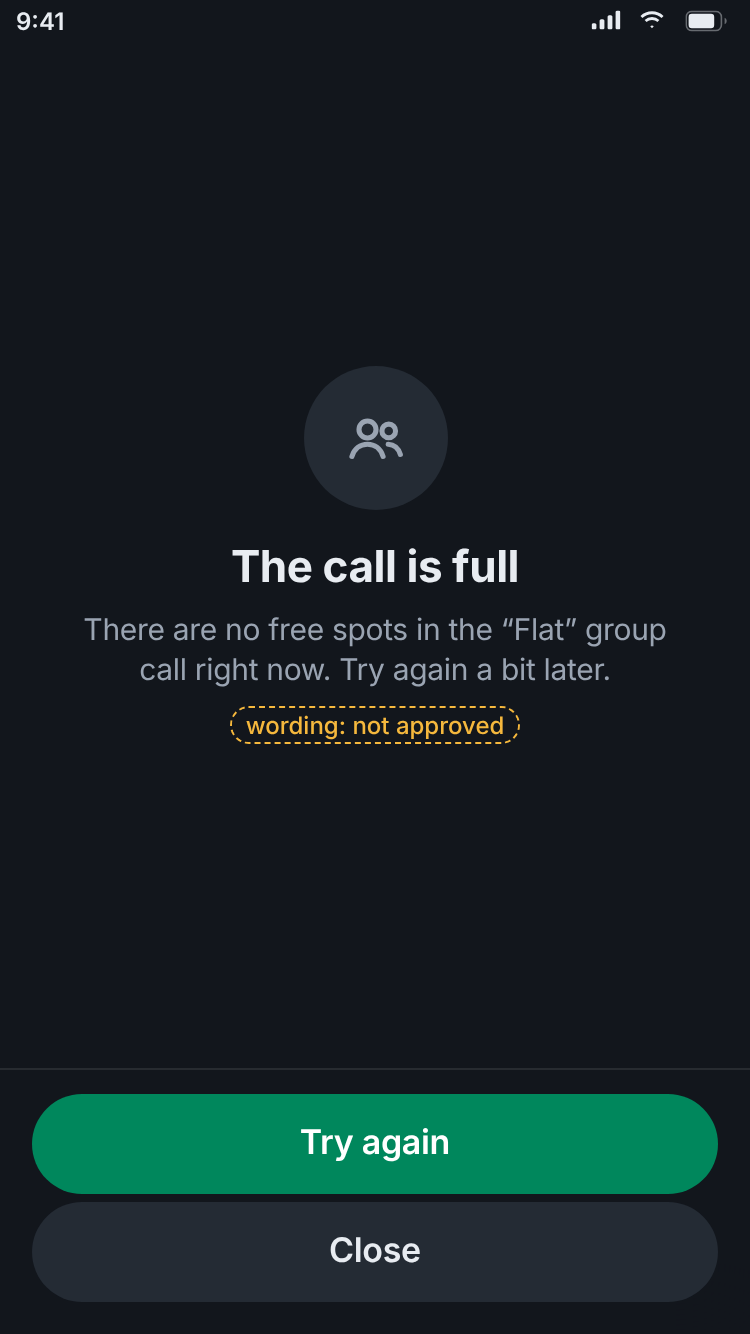 9:41
The call is full
There are no free spots in the “Flat” group
call right now. Try again a bit later.
wording: not approved
Try again
Close